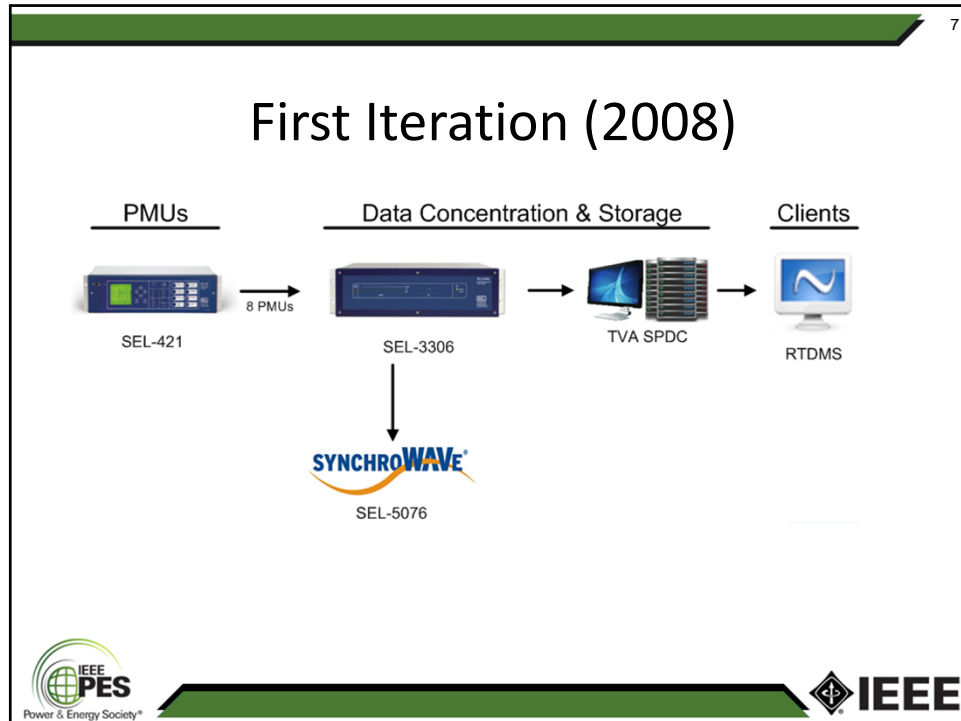 7
First Iteration (2008)
PMUs
Data Concentration & Storage
Clients
8 PMUs
SEL-421
SEL-3306
TVA SPDC
RTDMS
SYNCHROWAVe®
SEL-5076
IEEE
PES
Power & Energy Society®
IEEE